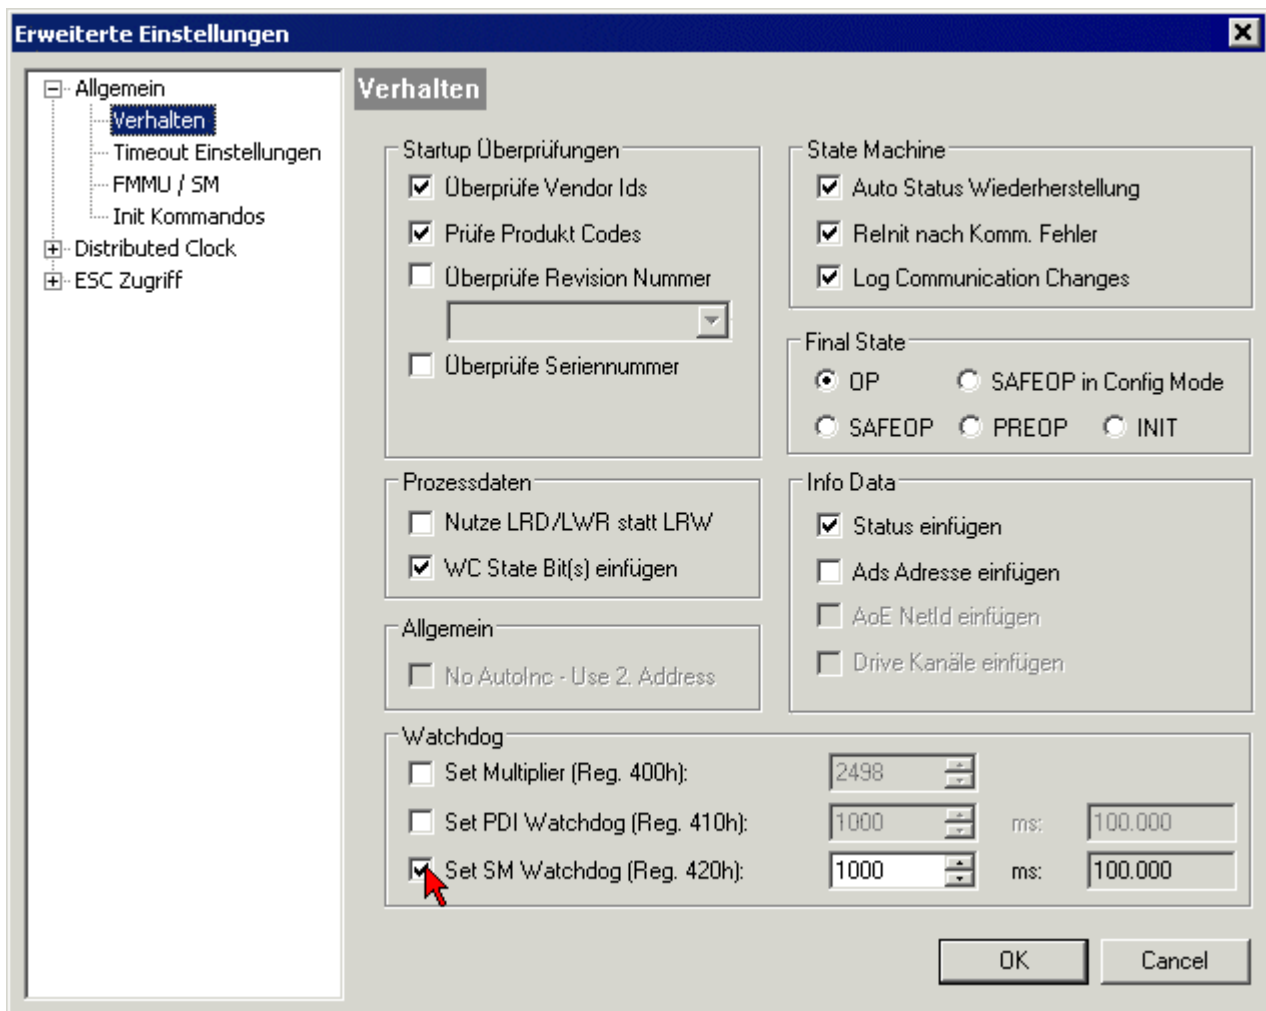 Erweiterte Einstellungen
Allgemein
Verhalten
Timeout Einstellungen
FMMU / SM
Init Kommandos
Distributed Clock
ESC Zugriff
Verhalten
Startup Überprüfungen
Überprüfe Vendor Ids
Prüfe Produkt Codes
Überprüfe Revision Nummer
Überprüfe Seriennummer
State Machine
Auto Status Wiederherstellung
ReInit nach Komm. Fehler
Log Communication Changes
Final State
OP SAFEOP in Config Mode
SAFEOP PREOP INIT
Prozessdaten
Nutze LRD/LWR statt LRW
WC State Bit(s) einfügen
Info Data
Status einfügen
Ads Adresse einfügen
AoE NetId einfügen
Drive Kanäle einfügen
Allgemein
No AutoInc - Use 2. Address
Watchdog
Set Multiplier (Reg. 400h): 2498
Set PDI Watchdog (Reg. 410h): 1000 ms: 100.000
Set SM Watchdog (Reg. 420h): 1000 ms: 100.000
OK Cancel